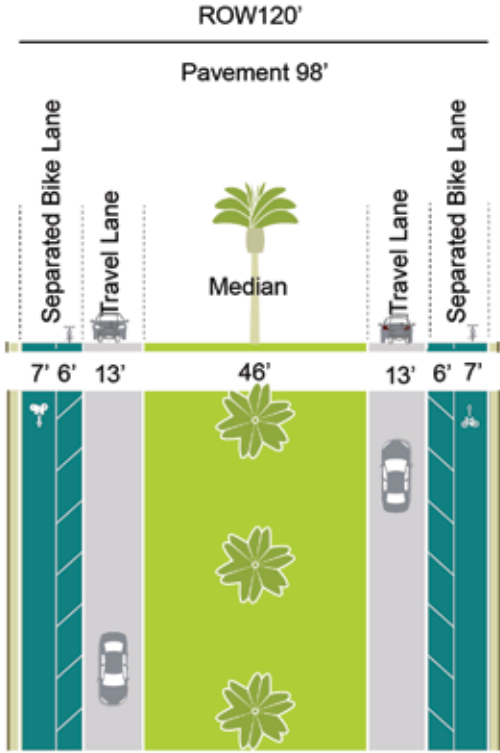 ROW120'
Pavement 98'
Separated Bike Lane
Travel Lane
Median
Travel Lane
Separated Bike Lane
7' 6' 13' 46' 13' 6' 7'